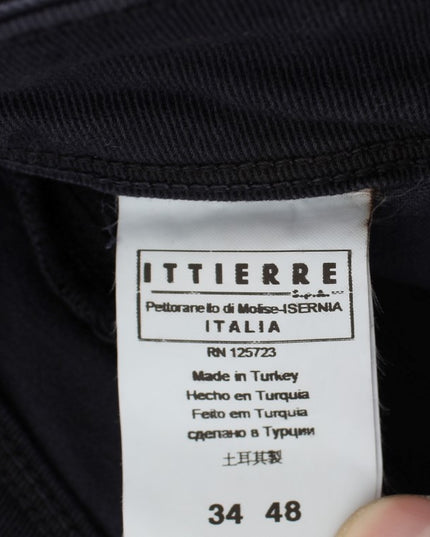 ITTIERRE
S.p.A.
Pettoranello di Molise-ISERNIA
ITALIA
RN 125723
Made in Turkey
Hecho en Turquia
Feito em Turquia
сделано в Турции
土耳其製
34 48